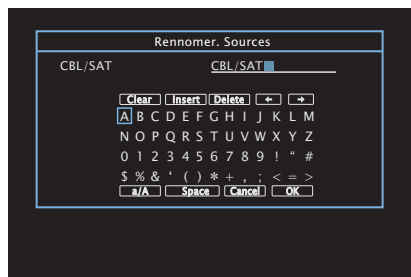 Rennomer. Sources
CBL/SAT CBL/SAT
Clear Insert Delete ← →
A B C D E F G H I J K L M
N O P Q R S T U V W X Y Z
0 1 2 3 4 5 6 7 8 9 ! “ #
$ % & ‘ ( ) * + , ; < = >
a/A Space Cancel OK